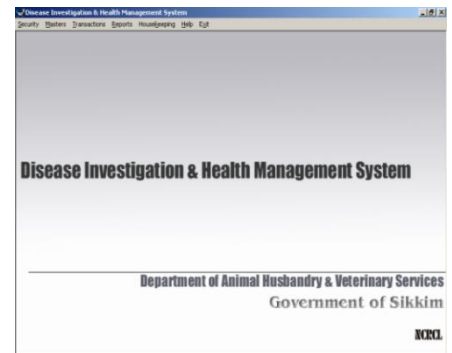 Disease Investigation & Health Management System
Security Masters Transactions Reports Housekeeping Help Exit
Disease Investigation & Health Management System
Department of Animal Husbandry & Veterinary Services
Government of Sikkim
NCRCL